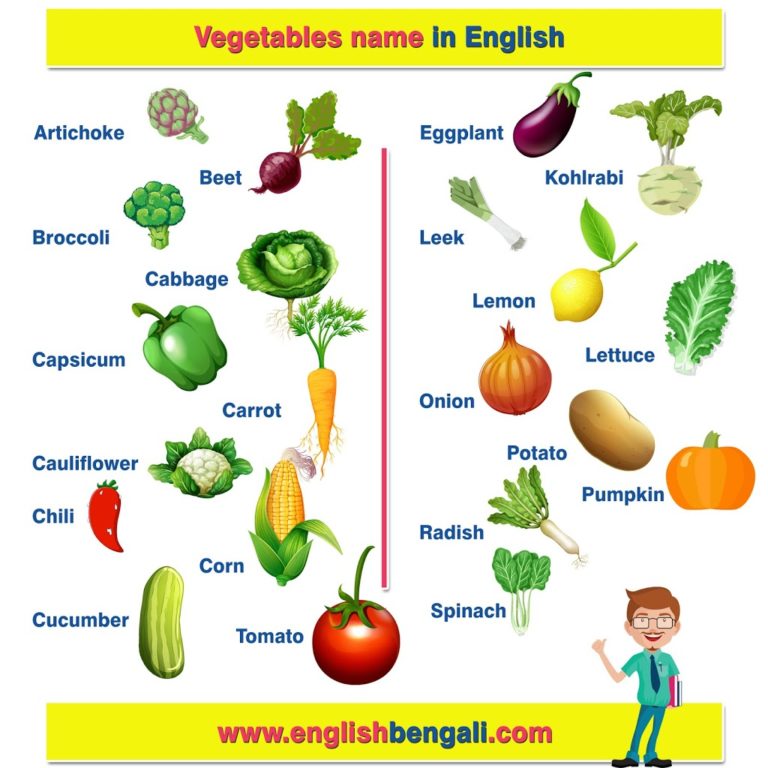 Vegetables name in English
Artichoke
Beet
Broccoli
Cabbage
Capsicum
Carrot
Cauliflower
Chili
Corn
Cucumber
Tomato
Eggplant
Kohlrabi
Leek
Lemon
Lettuce
Onion
Potato
Pumpkin
Radish
Spinach
www.englishbengali.com